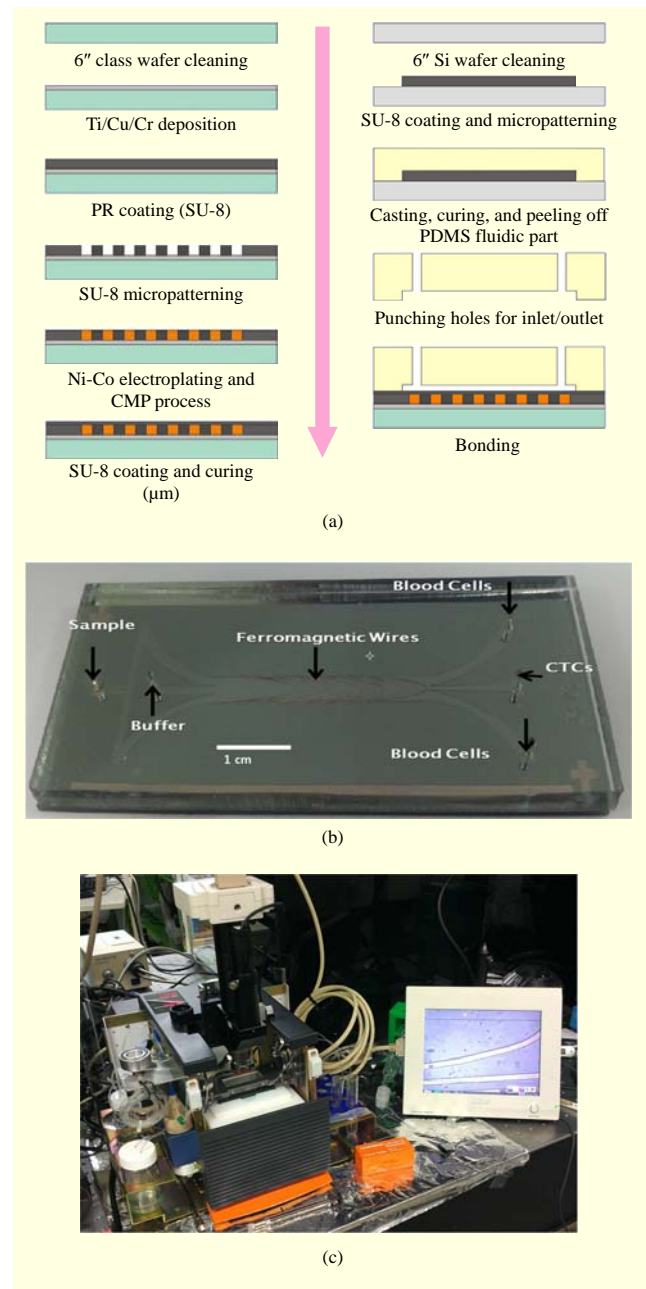 6″ class wafer cleaning
Ti/Cu/Cr deposition
PR coating (SU-8)
SU-8 micropatterning
Ni-Co electroplating and
CMP process
SU-8 coating and curing
(µm)
6″ Si wafer cleaning
SU-8 coating and micropatterning
Casting, curing, and peeling off
PDMS fluidic part
Punching holes for inlet/outlet
Bonding
(a)
Blood Cells
Sample
Ferromagnetic Wires
CTCs
Buffer
1 cm
Blood Cells
(b)
(c)